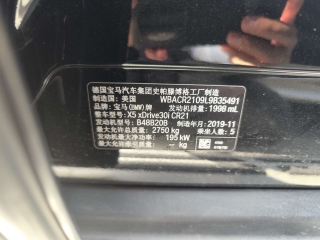 德国宝马汽车集团史帕滕博格工厂制造
制造国：美国 WBACR2109L9B35491
品牌：宝马(BMW)牌 发动机排量：1998 mL
车型：X5 xDrive30i CR21
发动机型号：B48B20B 制造年月：2019-11
最大允许总质量：2750 kg 乘坐人数：5
发动机最大净功率：195 kW
最大允许牵引质量：-- kg